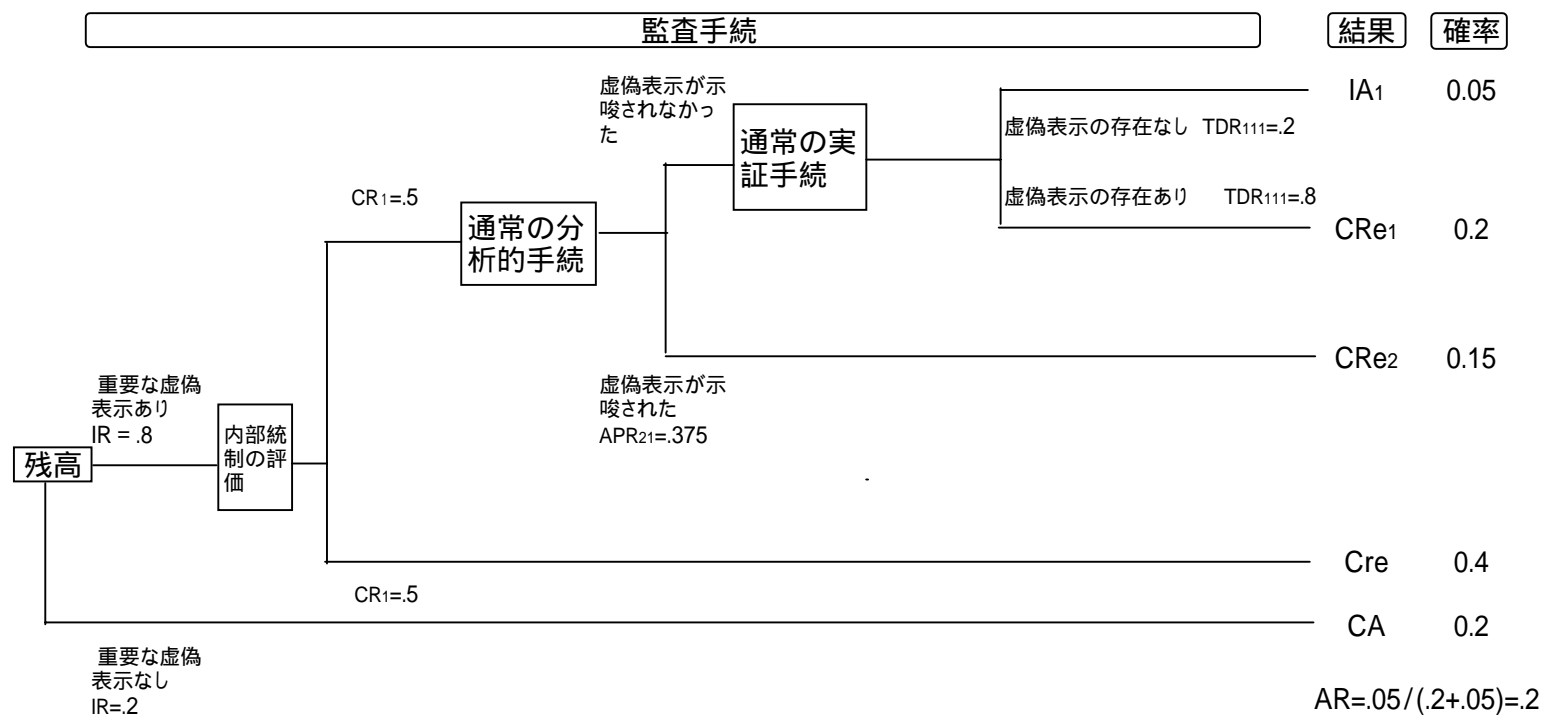 監査手続
結果
確率
虚偽表示が示
唆されなかっ
た
通常の実
証手続
IA1
0.05
虚偽表示の存在なし TDR111=.2
虚偽表示の存在あり TDR111=.8
CR1=.5
通常の分
析的手続
CRe1
0.2
CRe2
0.15
重要な虚偽
表示あり
IR = .8
虚偽表示が示
唆された
APR21=.375
残高
内部統
制の評
価
Cre
0.4
CR1=.5
CA
0.2
重要な虚偽
表示なし
IR=.2
AR=.05/(.2+.05)=.2